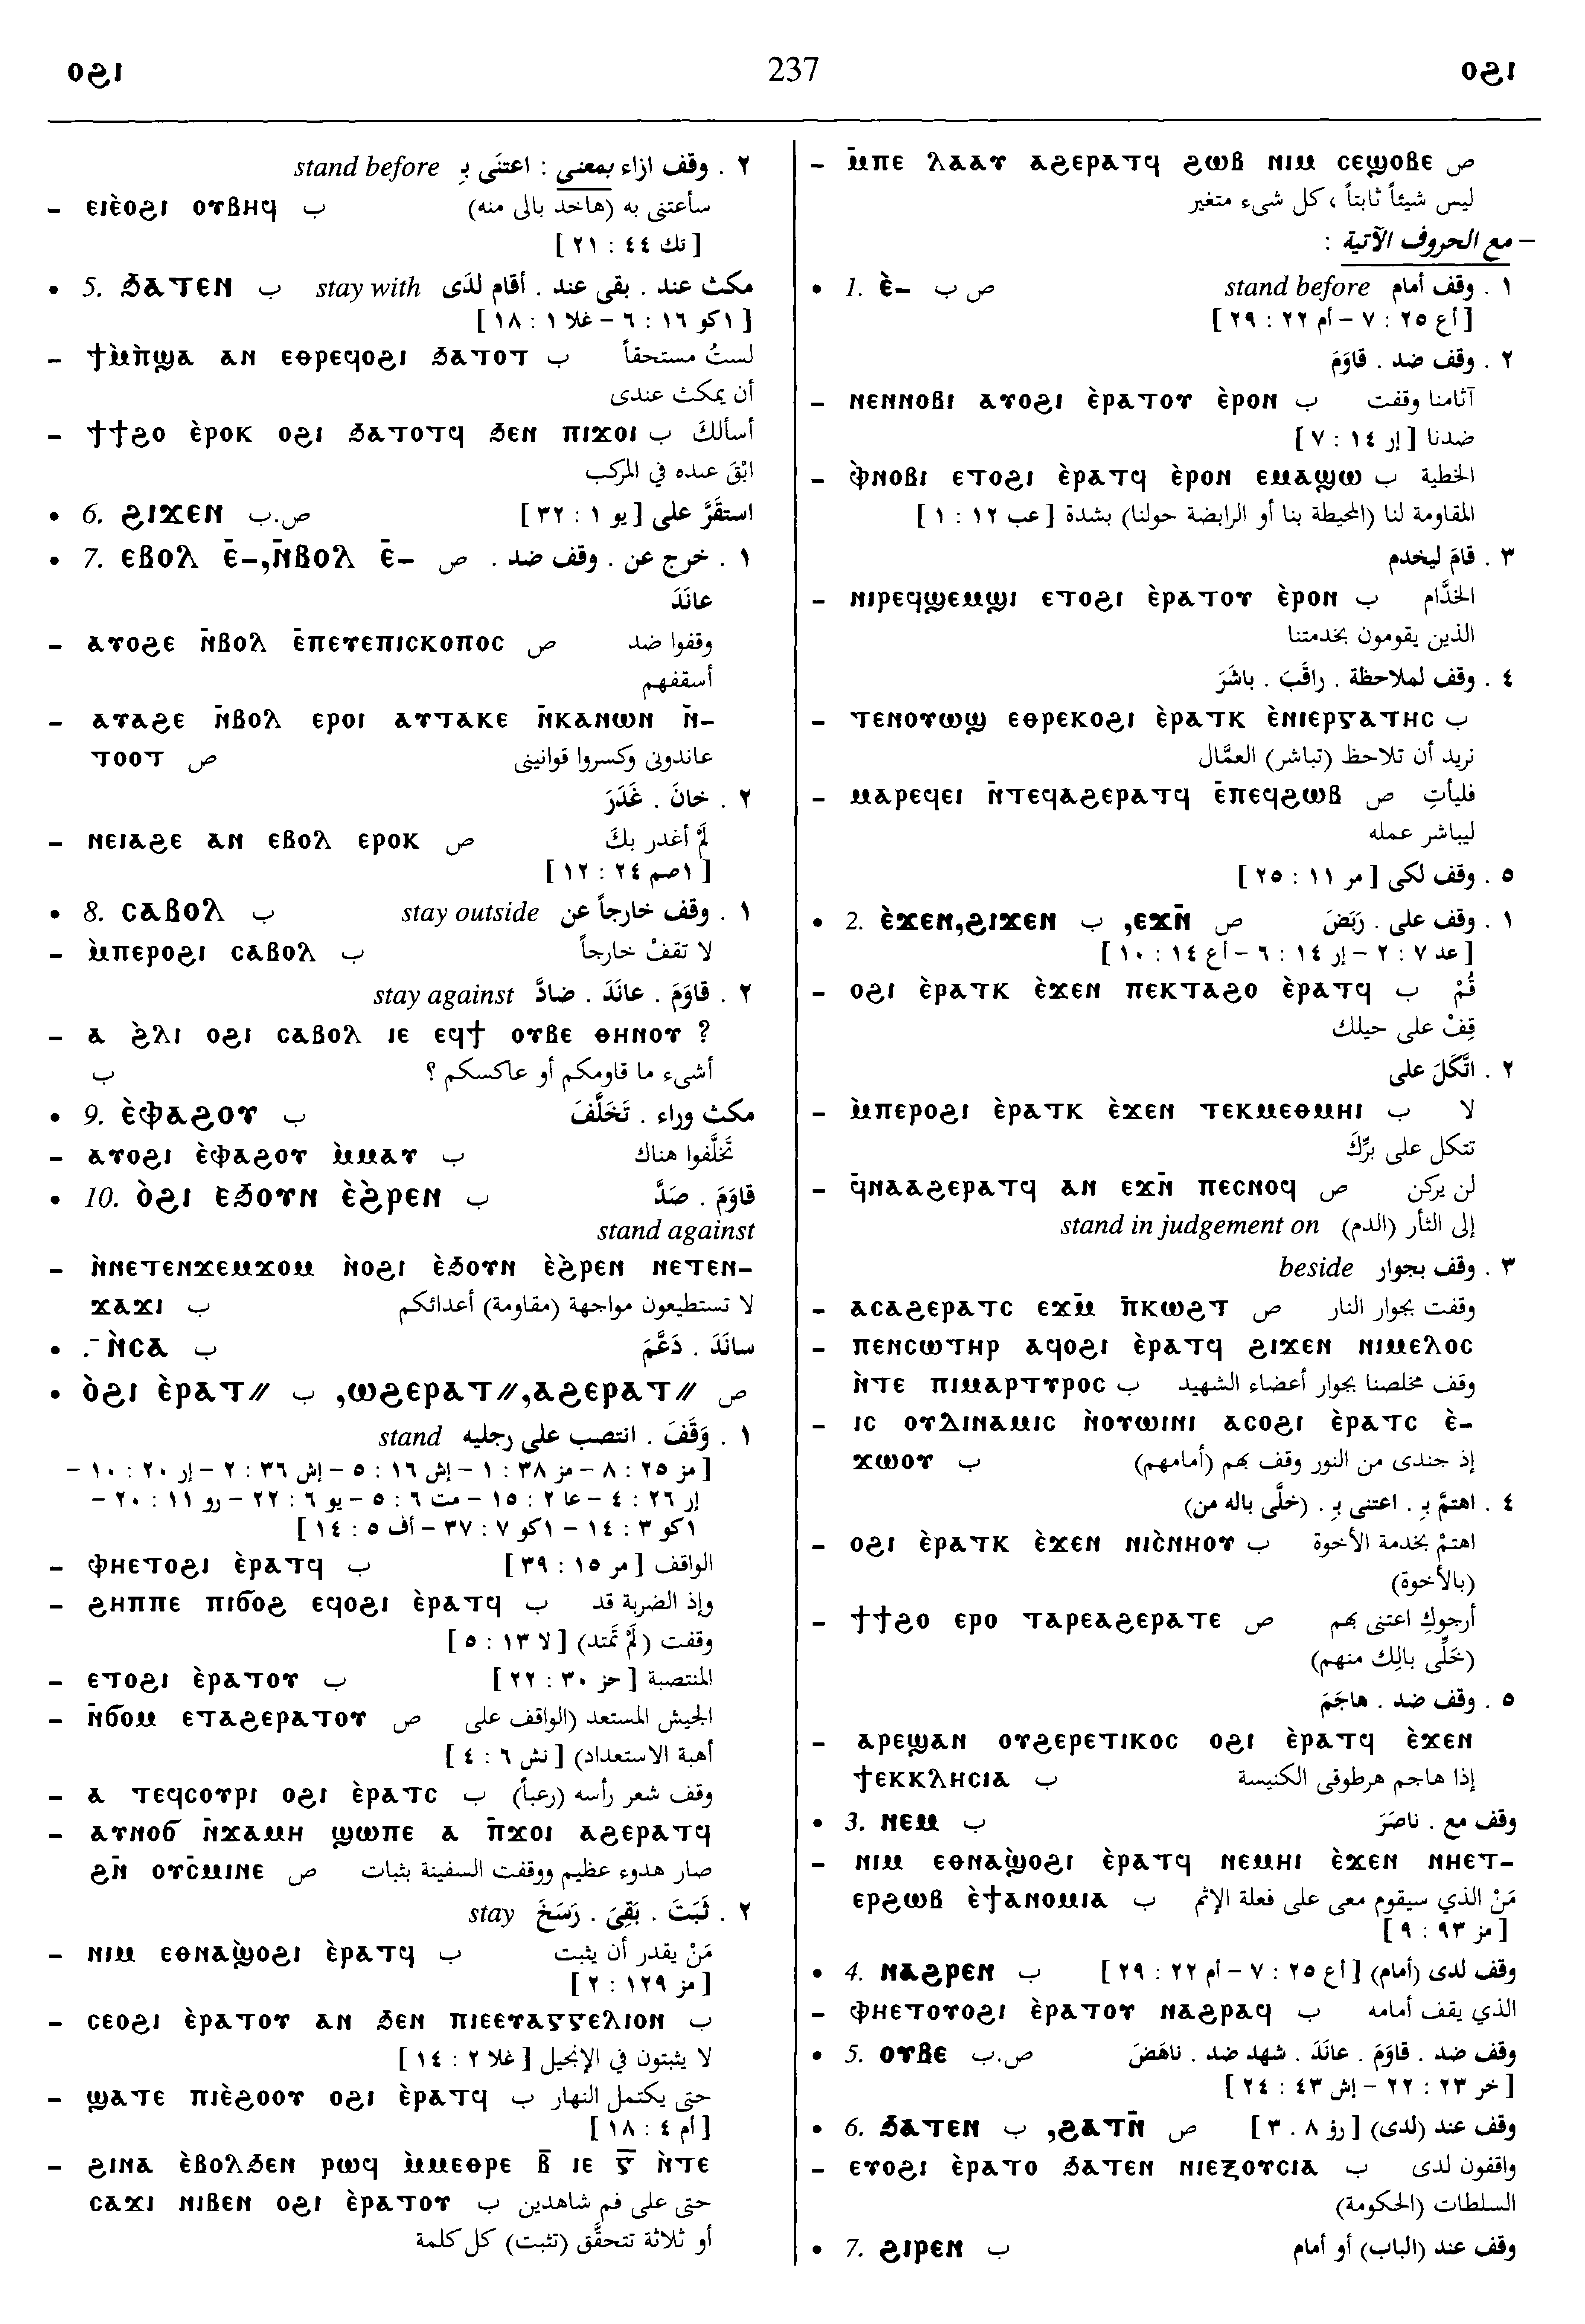 ⲟϩⲓ 237 ⲟϩⲓ
٢ . وقف ازاء بمعنى : اعتنَى بِـ stand before
– ⲉⲓⲉ̀ⲟϩⲓ ⲟⲩⲃⲏϥ ب سأعتنى به (هاخد بالى منه)
[ تك ٤٤ : ٢١ ]
• 5. ϧⲁⲧⲉⲛ ب stay with مكث عند . بقى عند . أقام لَدَى
[ ١كو ١٦ : ٦ – غلا ١ : ١٨ ]
– ϯⲙ̀ⲡ̀ϣⲁ ⲁⲛ ⲉⲑⲣⲉϥⲟϩⲓ ϧⲁⲧⲟⲧ ب لستُ مستحقاً
أن يمكث عندى
– ϯϯϩⲟ ⲉ̀ⲣⲟⲕ ⲟϩⲓ ϧⲁⲧⲟⲧϥ ϧⲉⲛ ⲡⲓϫⲟⲓ ب أسألكَ
ابْقَ عنده في المركب
• 6. ϩⲓϫⲉⲛ ص.ب استقَرَّ على [ يو ١ : ٣٢ ]
• 7. ⲉⲃⲟⲗ ⲉ̄–,ⲛ̄ⲃⲟⲗ ⲉ̄– ص ١ . خرج عن . وقف ضد .
عانَدَ
– ⲁⲩⲟϩⲉ ⲛ̄ⲃⲟⲗ ⲉ̄ⲡⲉⲩⲉⲡⲓⲥⲕⲟⲡⲟⲥ ص وقفوا ضد
أسقفهم
– ⲁⲩⲁϩⲉ ⲛ̄ⲃⲟⲗ ⲉⲣⲟⲓ ⲁⲩⲧⲁⲕⲉ ⲛ̄ⲕⲁⲛⲱⲛ ⲛ̄–
ⲧⲟⲟⲧ ص عاندونى وكسروا قوانينى
٢ . خانَ . غَدَرَ
– ⲛⲉⲓⲁϩⲉ ⲁⲛ ⲉⲃⲟⲗ ⲉⲣⲟⲕ ص لَمْ أغدر بكَ
[ ١صم ٢٤ : ١٢ ]
• 8. ⲥⲁⲃⲟⲗ ب ١ . وقف خارجاً عن stay outside
– ⲙ̀ⲡⲉⲣⲟϩⲓ ⲥⲁⲃⲟⲗ ب لا تقفْ خارجاً
٢ . قاوَمَ . عانَدَ . ضادَّ stay against
– ⲁ ϩ̀ⲗⲓ ⲟϩⲓ ⲥⲁⲃⲟⲗ ⲓⲉ ⲉϥϯ ⲟⲩⲃⲉ ⲑⲏⲛⲟⲩ ?
ب أشىء ما قاومكم أو عاكسكم ؟
• 9. ⲉ̀ⲫⲁϩⲟⲩ ب مكث وراء . تَخَلَّفَ
– ⲁⲩⲟϩⲓ ⲉ̀ⲫⲁϩⲟⲩ ⲙ̀ⲙⲁⲩ ب تَخلَّفوا هناك
• 10. ⲟ̀ϩⲓ ⲉ̀ϧⲟⲩⲛ ⲉ̀ϩ̀ⲣⲉⲛ ب قاوَمَ . صَدَّ
stand against
– ⲛ̀ⲛⲉⲧⲉⲛϫⲉⲙϫⲟⲙ ⲛ̀ⲟϩⲓ ⲉ̀ϧⲟⲩⲛ ⲉ̀ϩ̀ⲣⲉⲛ ⲛⲉⲧⲉⲛ–
ϫⲁϫⲓ ب لا تستطيعون مواجهة (مقاومة) أعدائكم
• .– ⲛ̀ⲥⲁ ب سانَدَ . دَعَّمَ
• ⲟ̀ϩⲓ ⲉ̀ⲣⲁⲧ// ب ,ⲱϩⲉⲣⲁⲧ//,ⲁϩⲉⲣⲁⲧ// ص
١ . وَقَفَ . انتصب على رجليه stand
[ مز ٢٥ : ٨ – مز ٣٨ : ١ – إش ١٦ : ٥ – إش ٣٦ : ٢ – إر ٢٠ : ١٠ –
إر ٢٦ : ٤ – عا ٢ : ١٥ – مت ٦ : ٥ – يو ٦ : ٢٢ – رو ١١ : ٢٠ –
١كو ٣ : ١٤ – ١كو ٧ : ٣٧ – أف ٥ : ١٤ ]
– ⲫⲏⲉⲧⲟϩⲓ ⲉ̀ⲣⲁⲧϥ ب الواقف [ مر ١٥ : ٣٩ ]
– ϩⲏⲡⲡⲉ ⲡⲓϭⲟϩ ⲉϥⲟϩⲓ ⲉ̀ⲣⲁⲧϥ ب وإذ الضربة قد
وقفت (لَمْ تَمتد) [ لا ١٣ : ٥ ]
– ⲉⲧⲟϩⲓ ⲉ̀ⲣⲁⲧⲟⲩ ب المنتصبة [ حز ٣٠ : ٢٢ ]
– ⲛ̄ϭⲟⲙ ⲉⲧⲁϩⲉⲣⲁⲧⲟⲩ ص الجيش المستعد (الواقف على
أهبة الاستعداد) [ نش ٦ : ٤ ]
– ⲁ ⲧⲉϥⲥⲟⲩⲣⲓ ⲟϩⲓ ⲉ̀ⲣⲁⲧⲥ ب وقف شعر رأسه (رعباً)
– ⲁⲩⲛⲟϭ ⲛ̄ϫⲁⲙⲏ ϣⲱⲡⲉ ⲁ ⲡ̄ϫⲟⲓ ⲁϩⲉⲣⲁⲧϥ
ϩⲛ̄ ⲟⲩⲥ̄ⲙⲓⲛⲉ ص صار هدوء عظيم ووقفت السفينة بثبات
٢ . ثَبَتَ . بَقِىَ . رَسَخَ stay
– ⲛⲓⲙ ⲉⲑⲛⲁϣ̀ⲟϩⲓ ⲉ̀ⲣⲁⲧϥ ب مَنْ يقدر أن يثبت
[ مز ١٢٩ : ٢ ]
– ⲥⲉⲟϩⲓ ⲉ̀ⲣⲁⲧⲟⲩ ⲁⲛ ϧⲉⲛ ⲡⲓⲉⲉⲩⲁⲅⲅⲉⲗⲓⲟⲛ ب
لا يثبتون في الإنجيل [ غلا ٢ : ١٤ ]
– ϣⲁⲧⲉ ⲡⲓⲉ̀ϩⲟⲟⲩ ⲟϩⲓ ⲉ̀ⲣⲁⲧϥ ب حتى يكتمل النهار
[ أم ٤ : ١٨ ]
– ϩⲓⲛⲁ ⲉ̀ⲃⲟⲗϧⲉⲛ ⲣⲱϥ ⲙ̀ⲙⲉⲑⲣⲉ ⲃ̄ ⲓⲉ ⲅ̄ ⲛ̀ⲧⲉ
ⲥⲁϫⲓ ⲛⲓⲃⲉⲛ ⲟϩⲓ ⲉ̀ⲣⲁⲧⲟⲩ ب حتى على فم شاهدين
أو ثلاثة تتحقَّق (تثبت) كل كلمة
– ⲙ̄ⲡⲉ ⲗⲁⲁⲩ ⲁϩⲉⲣⲁⲧϥ ϩⲱⲃ ⲛⲓⲙ ⲥⲉϣⲟⲃⲉ ص
ليس شيئاً ثابتاً ، كل شىء متغير
– مع الحروف الآتية :
• 1. ⲉ̀– ص ب ١ . وقف أمام stand before
[ أع ٢٥ : ٧ – أم ٢٢ : ٢٩ ]
٢ . وقف ضد . قاوَمَ
– ⲛⲉⲛⲛⲟⲃⲓ ⲁⲩⲟϩⲓ ⲉ̀ⲣⲁⲧⲟⲩ ⲉ̀ⲣⲟⲛ ب آثامنا وقفت
ضدنا [ إر ١٤ : ٧ ]
– ⲫ̀ⲛⲟⲃⲓ ⲉⲧⲟϩⲓ ⲉ̀ⲣⲁⲧϥ ⲉ̀ⲣⲟⲛ ⲉⲙⲁϣⲱ ب الخطية
المقاومة لنا (المحيطة بنا أو الرابضة حولنا) بشدة [ عب ١٢ : ١ ]
٣ . قامَ ليخدم
– ⲛⲓⲣⲉϥϣⲉⲙϣⲓ ⲉⲧⲟϩⲓ ⲉ̀ⲣⲁⲧⲟⲩ ⲉ̀ⲣⲟⲛ ب الخدَّام
الذين يقومون بخدمتنا
٤ . وقف لملاحظة . راقَبَ . باشَرَ
– ⲧⲉⲛⲟⲩⲱϣ ⲉⲑⲣⲉⲕⲟϩⲓ ⲉ̀ⲣⲁⲧⲕ ⲉ̀ⲛⲓⲉⲣⲅⲁⲧⲏⲥ ب
نريد أن تلاحظ (تباشر) العمَّال
– ⲙⲁⲣⲉϥⲉⲓ ⲛ̄ⲧⲉϥⲁϩⲉⲣⲁⲧϥ ⲉ̄ⲡⲉϥϩⲱⲃ ص فليأتِ
ليباشر عمله
٥ . وقف لكى [ مر ١١ : ٢٥ ]
• 2. ⲉ̀ϫⲉⲛ,ϩⲓϫⲉⲛ ب ,ⲉϫⲛ̄ ص ١ . وقف على . رَبَضَ
[ عد ٧ : ٢ – إر ١٤ : ٦ – أع ١٤ : ١٠ ]
– ⲟϩⲓ ⲉ̀ⲣⲁⲧⲕ ⲉ̀ϫⲉⲛ ⲡⲉⲕⲧⲁϩⲟ ⲉ̀ⲣⲁⲧϥ ب قُمْ
قِفْ على حيلك
٢ . اتَّكَلَ على
– ⲙ̀ⲡⲉⲣⲟϩⲓ ⲉ̀ⲣⲁⲧⲕ ⲉ̀ϫⲉⲛ ⲧⲉⲕⲙⲉⲑⲙⲏⲓ ب لا
تتكل على بِرِّكَ
– ϥ̄ⲛⲁⲁϩⲉⲣⲁⲧϥ ⲁⲛ ⲉϫⲛ̄ ⲡⲉⲥⲛⲟϥ ص لن يركن
إلى الثأر (الدم) stand in judgement on
٣ . وقف بجوار beside
– ⲁⲥⲁϩⲉⲣⲁⲧⲥ ⲉϫⲙ̄ ⲡ̄ⲕⲱϩⲧ ص وقفت بجوار النار
– ⲡⲉⲛⲥⲱⲧⲏⲣ ⲁϥⲟϩⲓ ⲉ̀ⲣⲁⲧϥ ϩⲓϫⲉⲛ ⲛⲓⲙⲉⲗⲟⲥ
ⲛ̀ⲧⲉ ⲡⲓⲙⲁⲣⲧⲩⲣⲟⲥ ب وقف مخلصنا بجوار أعضاء الشهيد
– ⲓⲥ ⲟⲩⲇⲓⲛⲁⲙⲓⲥ ⲛ̀ⲟⲩⲱⲓⲛⲓ ⲁⲥⲟϩⲓ ⲉ̀ⲣⲁⲧⲥ ⲉ̀–
ϫⲱⲟⲩ ب إذ جندى من النور وقف بهم (أمامهم)
٤ . اهتمَّ بِـ . اعتنى بِـ . (خلَّى باله من)
– ⲟϩⲓ ⲉ̀ⲣⲁⲧⲕ ⲉ̀ϫⲉⲛ ⲛⲓⲥ̀ⲛⲏⲟⲩ ب اهتمْ بخدمة الأخوة
(بالأخوة)
– ϯϯϩⲟ ⲉⲣⲟ ⲧⲁⲣⲉⲁϩⲉⲣⲁⲧⲉ ص أرجوكِ اعتنى بهم
(خَلِّى بالِك منهم)
٥ . وقف ضد . هاجَمَ
– ⲁⲣⲉϣⲁⲛ ⲟⲩϩⲉⲣⲉⲧⲓⲕⲟⲥ ⲟϩⲓ ⲉ̀ⲣⲁⲧϥ ⲉ̀ϫⲉⲛ
ϯⲉⲕⲕⲗⲏⲥⲓⲁ ب إذا هاجم هرطوقى الكنيسة
• 3. ⲛⲉⲙ ب وقف مع . ناصَرَ
– ⲛⲓⲙ ⲉⲑⲛⲁϣ̀ⲟϩⲓ ⲉ̀ⲣⲁⲧϥ ⲛⲉⲙⲏⲓ ⲉ̀ϫⲉⲛ ⲛⲏⲉⲧ–
ⲉⲣϩⲱⲃ ⲉ̀ϯⲁⲛⲟⲙⲓⲁ ب مَنْ الذي سيقوم معى على فعلة الإثم
[ مز ٩٣ : ٩ ]
• 4. ⲛⲁϩⲣⲉⲛ ب وقف لدى (أمام) [ أع ٢٥ : ٧ – أم ٢٢ : ٢٩ ]
– ⲫⲏⲉⲧⲟⲩⲟϩⲓ ⲉ̀ⲣⲁⲧⲟⲩ ⲛⲁϩⲣⲁϥ ب الذي يقف أمامه
• 5. ⲟⲩⲃⲉ ص.ب وقف ضد . قاوَمَ . عانَدَ . شهد ضد . ناهَضَ
[ خر ٢٣ : ٢٢ – إش ٤٣ : ٢٤ ]
• 6. ϧⲁⲧⲉⲛ ب ,ϩⲁⲧⲛ̄ ص وقف عند (لدى) [ رؤ ٨ . ٣ ]
– ⲉⲩⲟϩⲓ ⲉ̀ⲣⲁⲧⲟ ϧⲁⲧⲉⲛ ⲛⲓⲉⲝⲟⲩⲥⲓⲁ ب واقفون لدى
السلطات (الحكومة)
• 7. ϩⲓⲣⲉⲛ ب وقف عند (الباب) أو أمام